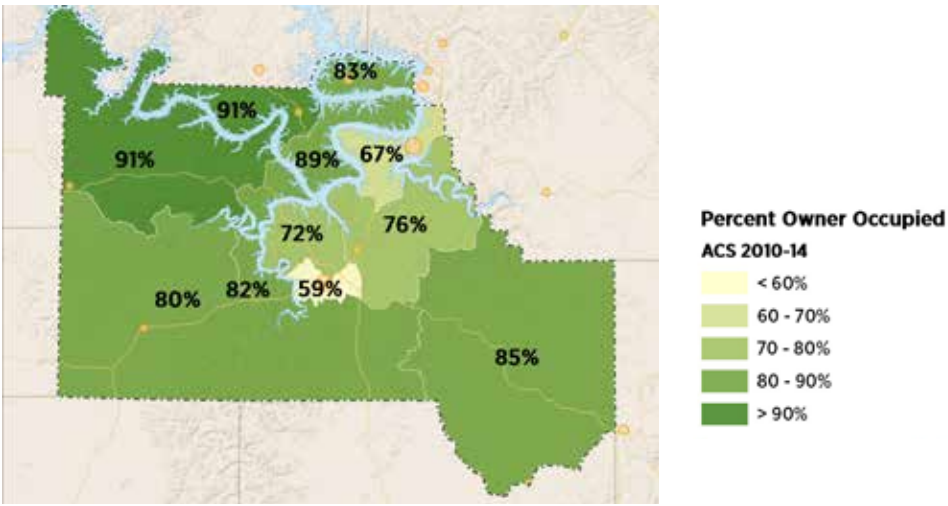 83%
91%
91%
89%
67%
72%
76%
80%
82%
59%
85%
Percent Owner Occupied
ACS 2010-14
< 60%
60 - 70%
70 - 80%
80 - 90%
> 90%